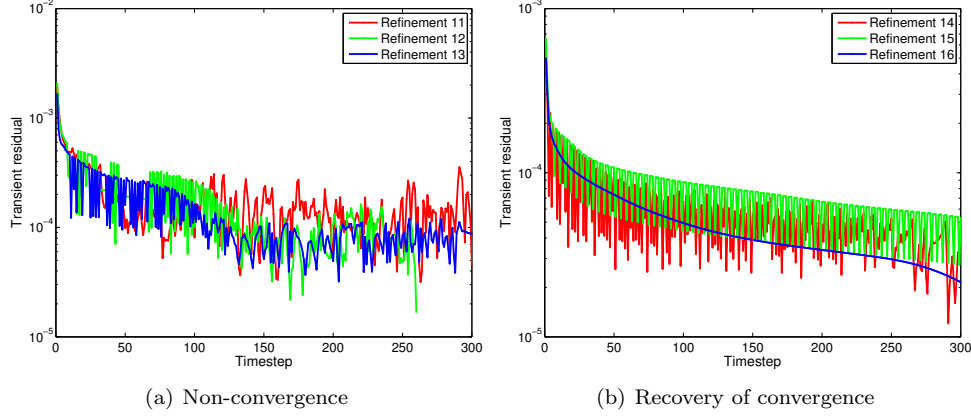 10^-2
10^-3
10^-4
10^-5
Transient residual
0 50 100 150 200 250 300
Timestep
Refinement 11
Refinement 12
Refinement 13
(a) Non-convergence
10^-3
10^-4
10^-5
Transient residual
0 50 100 150 200 250 300
Timestep
Refinement 14
Refinement 15
Refinement 16
(b) Recovery of convergence